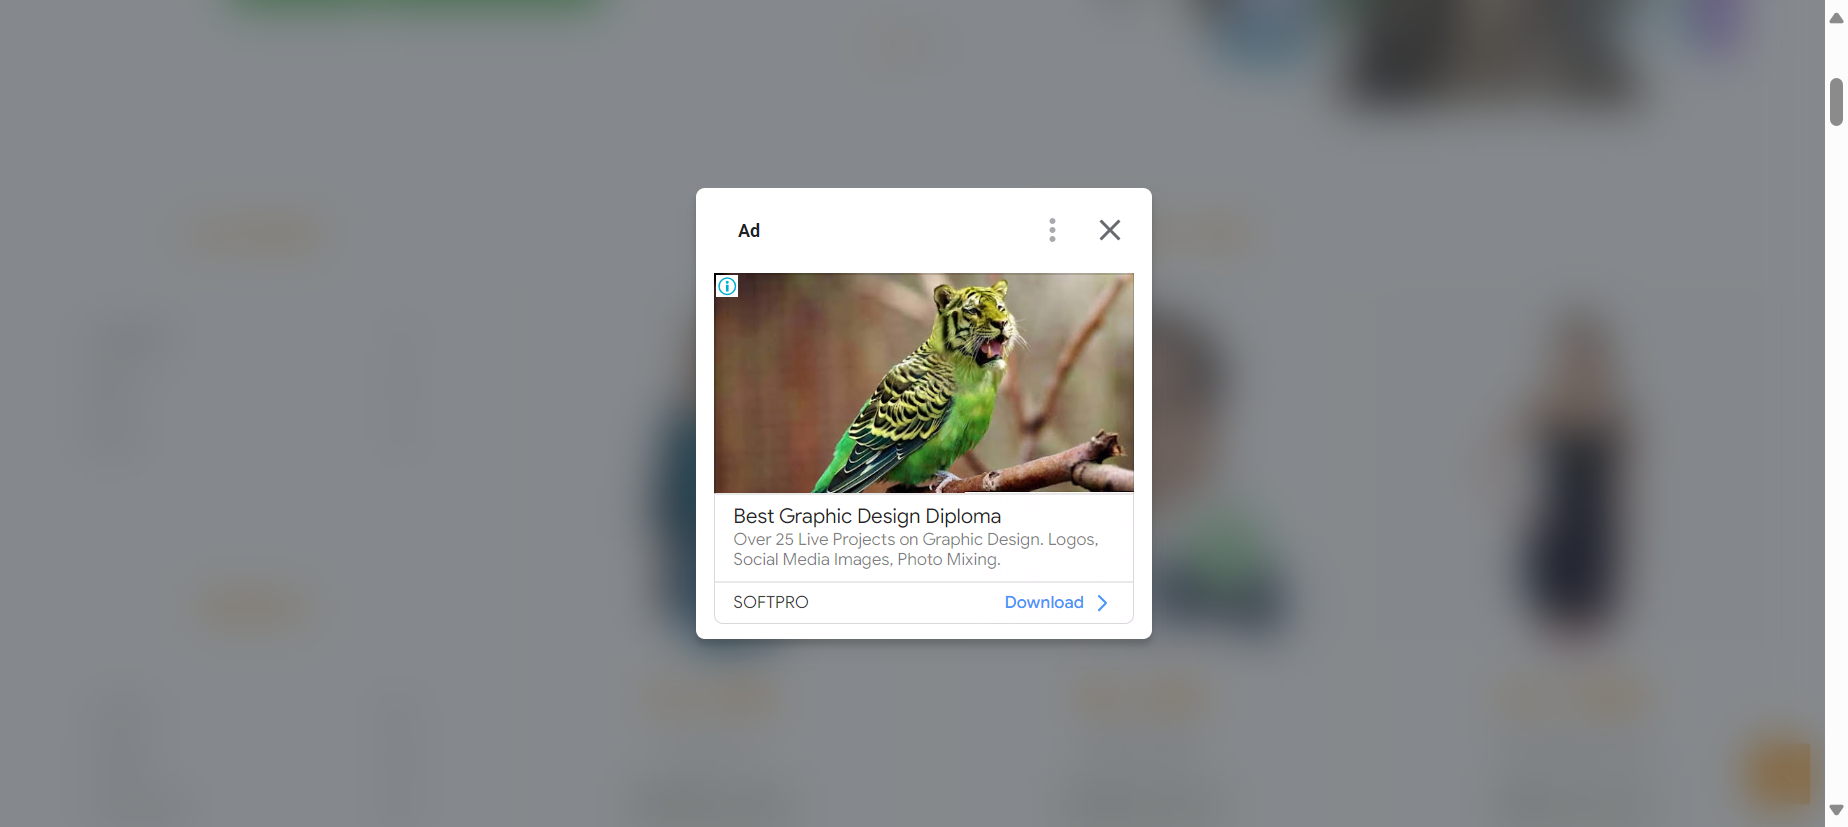 Ad
Best Graphic Design Diploma
Over 25 Live Projects on Graphic Design. Logos,
Social Media Images, Photo Mixing.
SOFTPRO
Download